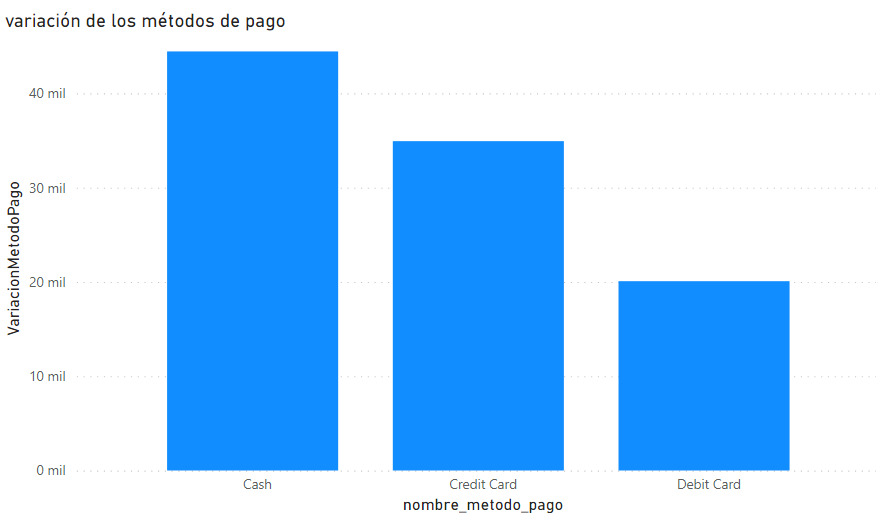 variación de los métodos de pago
VariacionMetodoPago
40 mil
30 mil
20 mil
10 mil
0 mil
Cash
Credit Card
Debit Card
nombre_metodo_pago